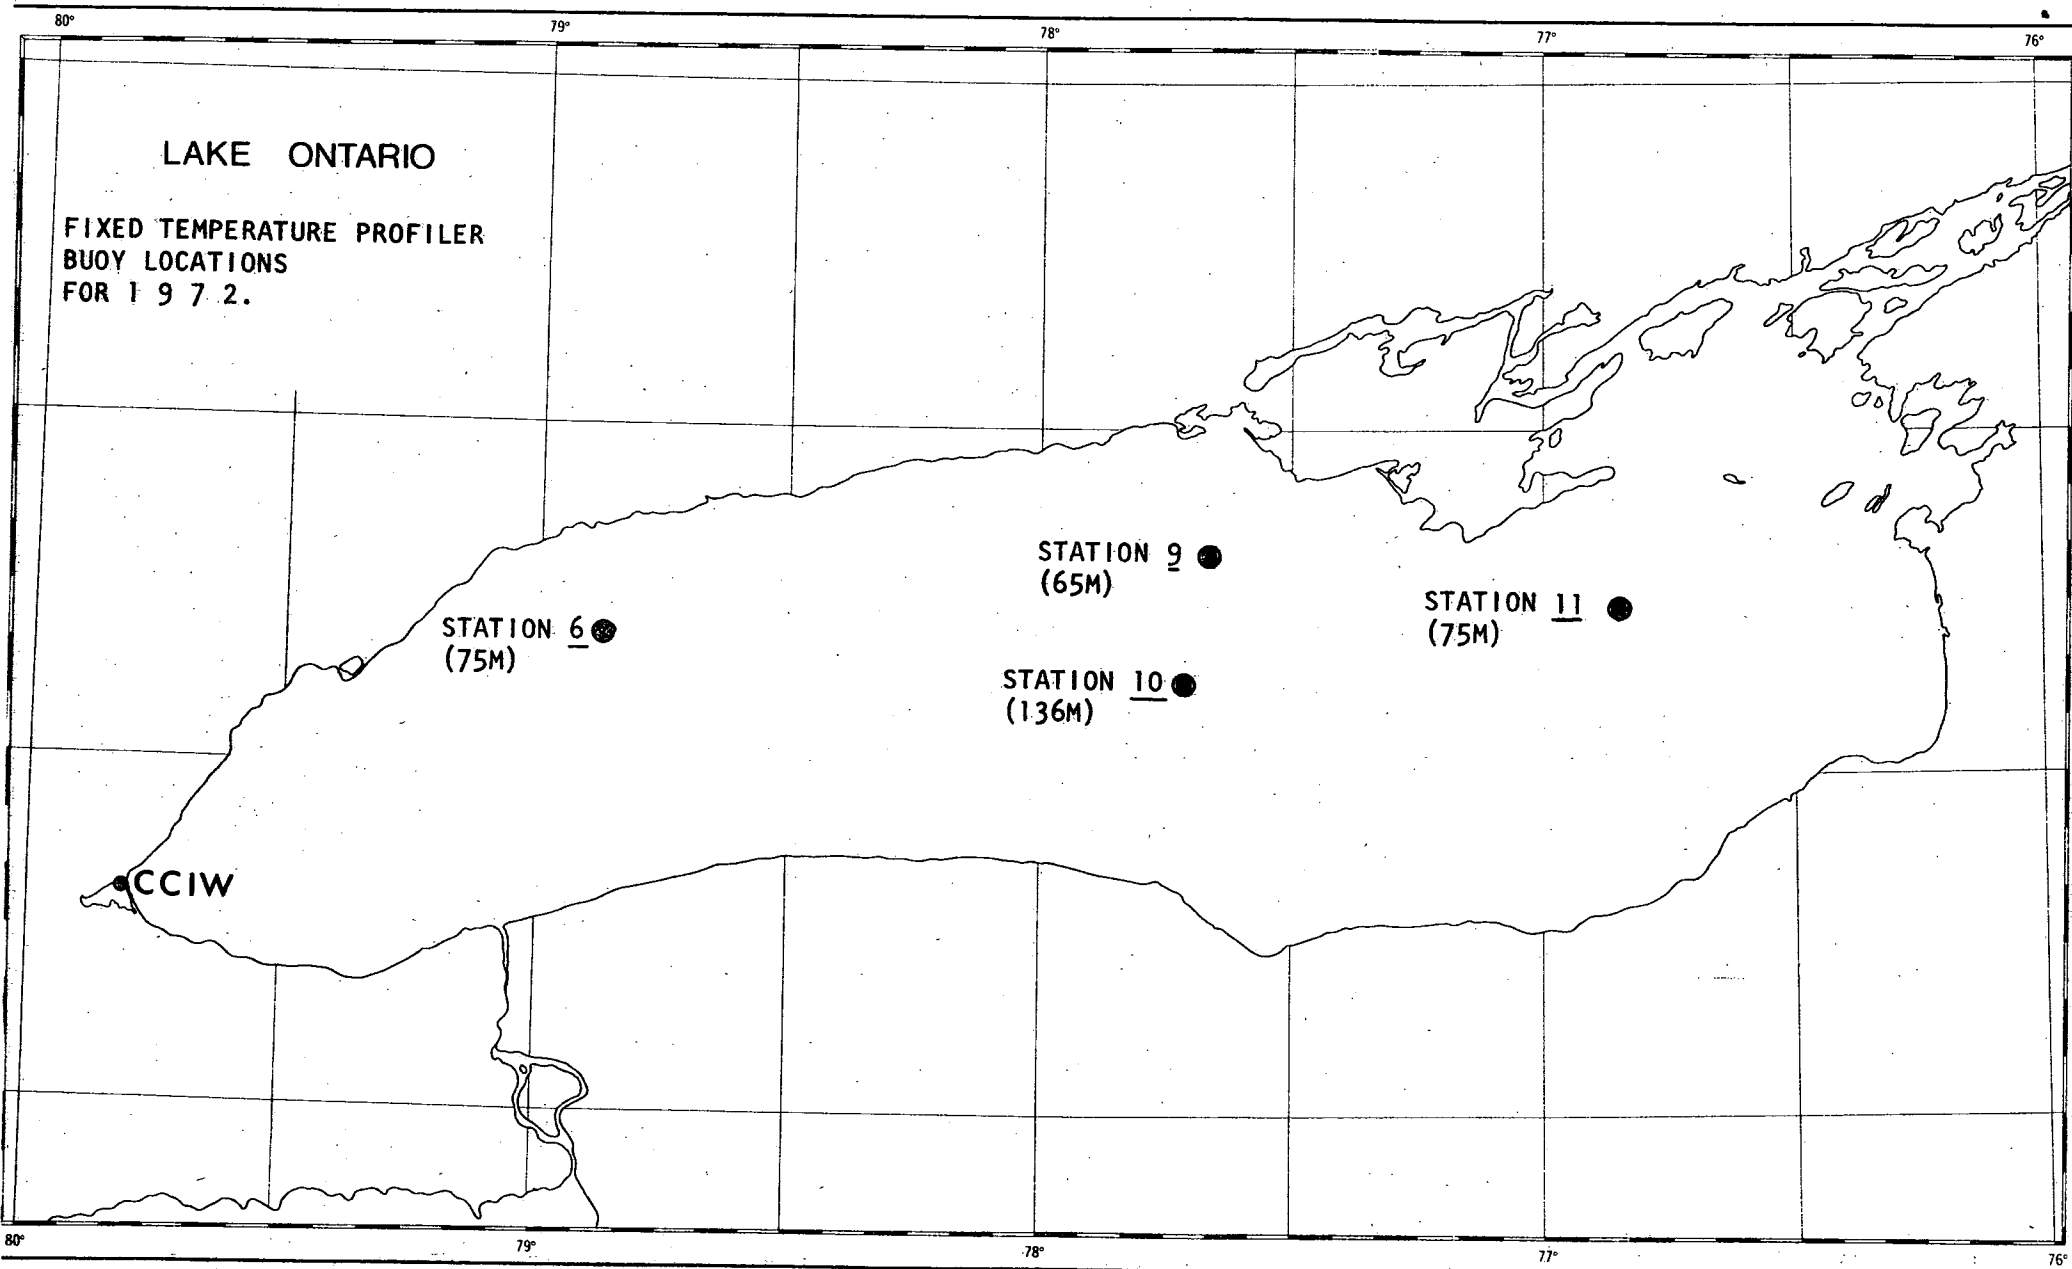 80° 79° 78° 77° 76°
LAKE ONTARIO
FIXED TEMPERATURE PROFILER
BUOY LOCATIONS
FOR 1 9 7 2.
STATION 9
(65M)
STATION 11
(75M)
STATION 6
(75M)
STATION 10
(136M)
CCIW
80° 79° 78° 77° 76°